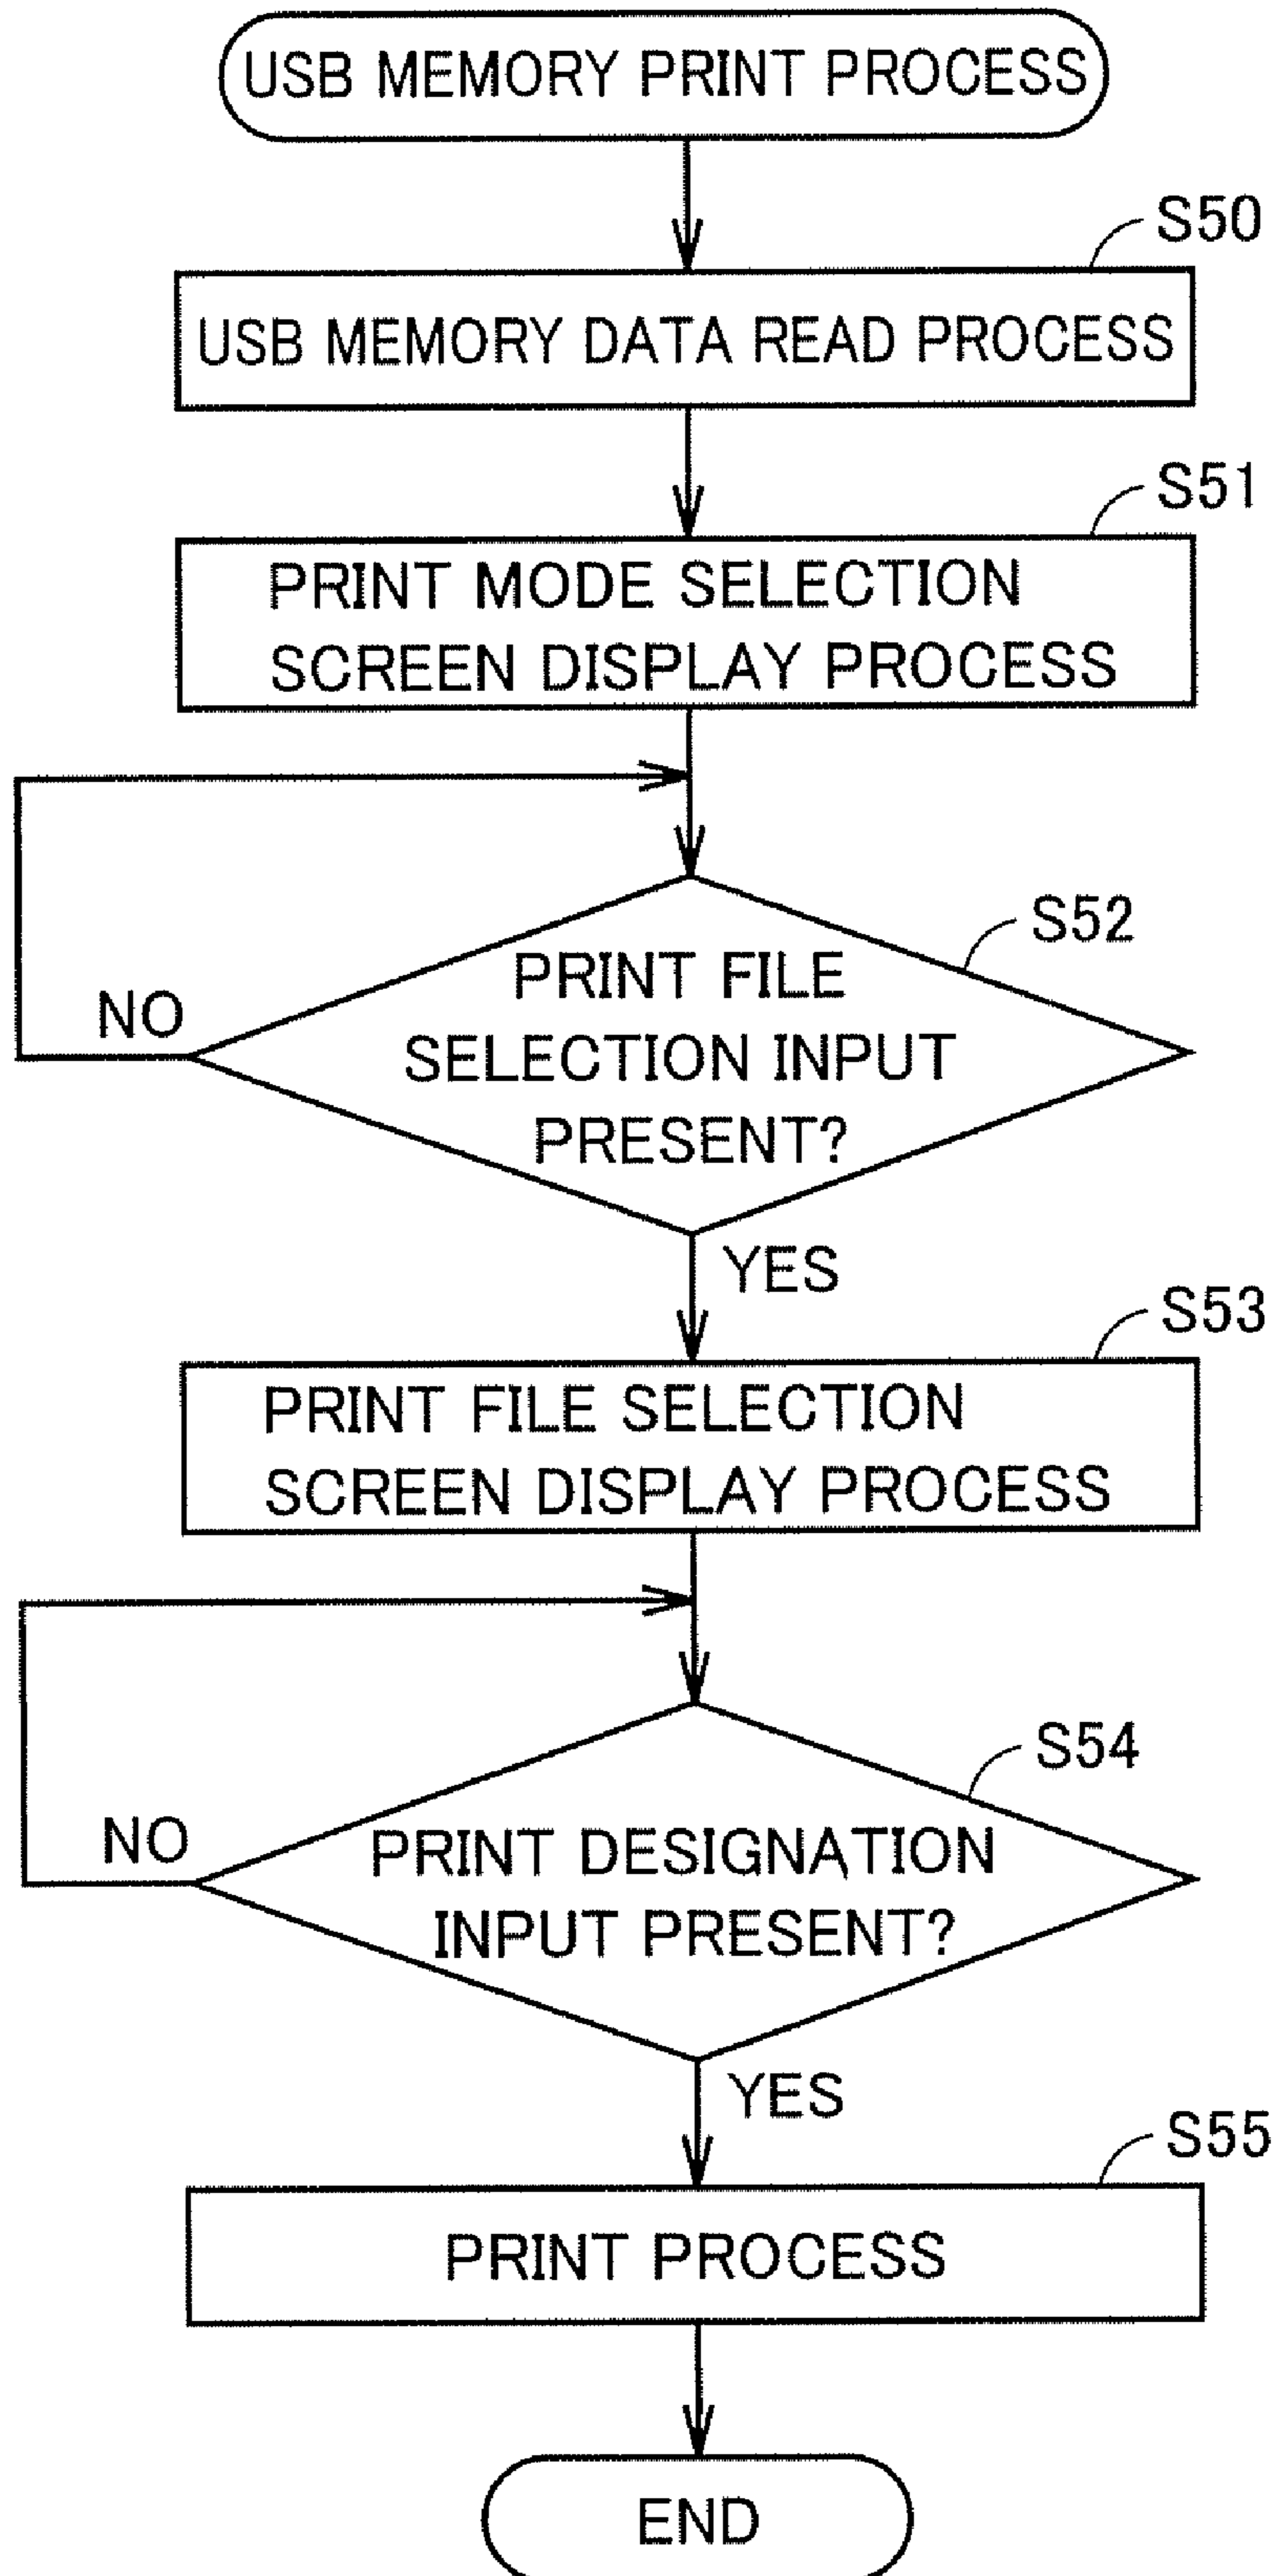 USB MEMORY PRINT PROCESS
S50
USB MEMORY DATA READ PROCESS
S51
PRINT MODE SELECTION
SCREEN DISPLAY PROCESS
S52
PRINT FILE
NO
SELECTION INPUT
PRESENT?
YES
S53
PRINT FILE SELECTION
SCREEN DISPLAY PROCESS
S54
NO
PRINT DESIGNATION
INPUT PRESENT?
YES
S55
PRINT PROCESS
END